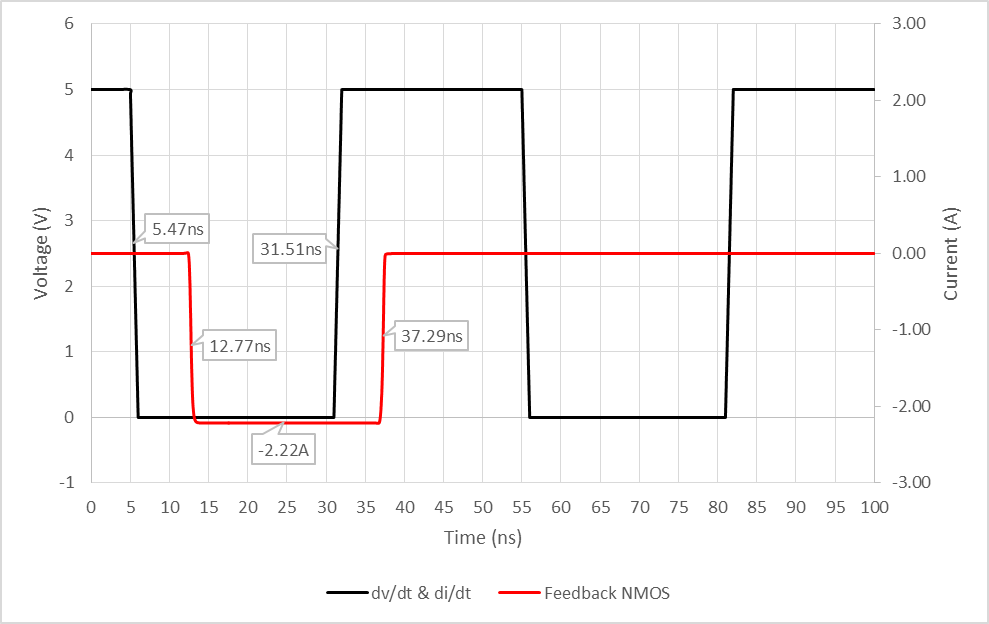 6
5
4
3
2
1
0
-1
Voltage (V)
3.00
2.00
1.00
0.00
-1.00
-2.00
-3.00
Current (A)
5.47ns
31.51ns
12.77ns
37.29ns
-2.22A
0 5 10 15 20 25 30 35 40 45 50 55 60 65 70 75 80 85 90 95 100
Time (ns)
dv/dt & di/dt Feedback NMOS